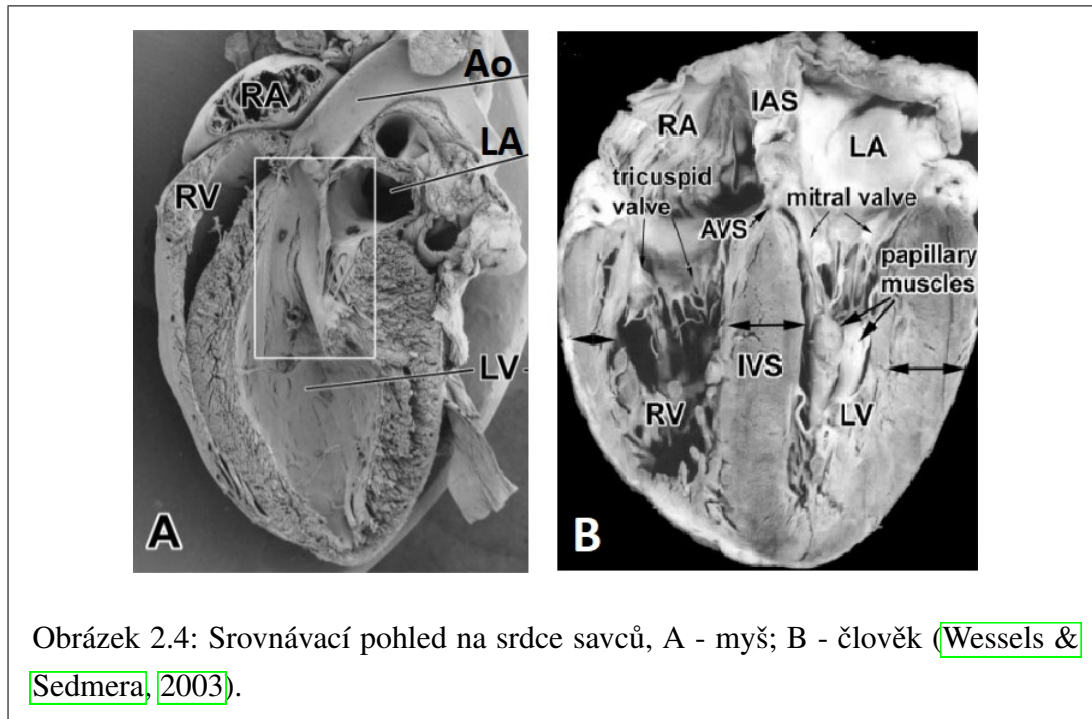 Ao
RA
LA
RV
LV
A
IAS
RA
LA
tricuspid
valve
mitral valve
AVS
papillary
muscles
IVS
RV
LV
B
Obrázek 2.4: Srovnávací pohled na srdce savců, A - myš; B - člověk (Wessels &
Sedmera, 2003).